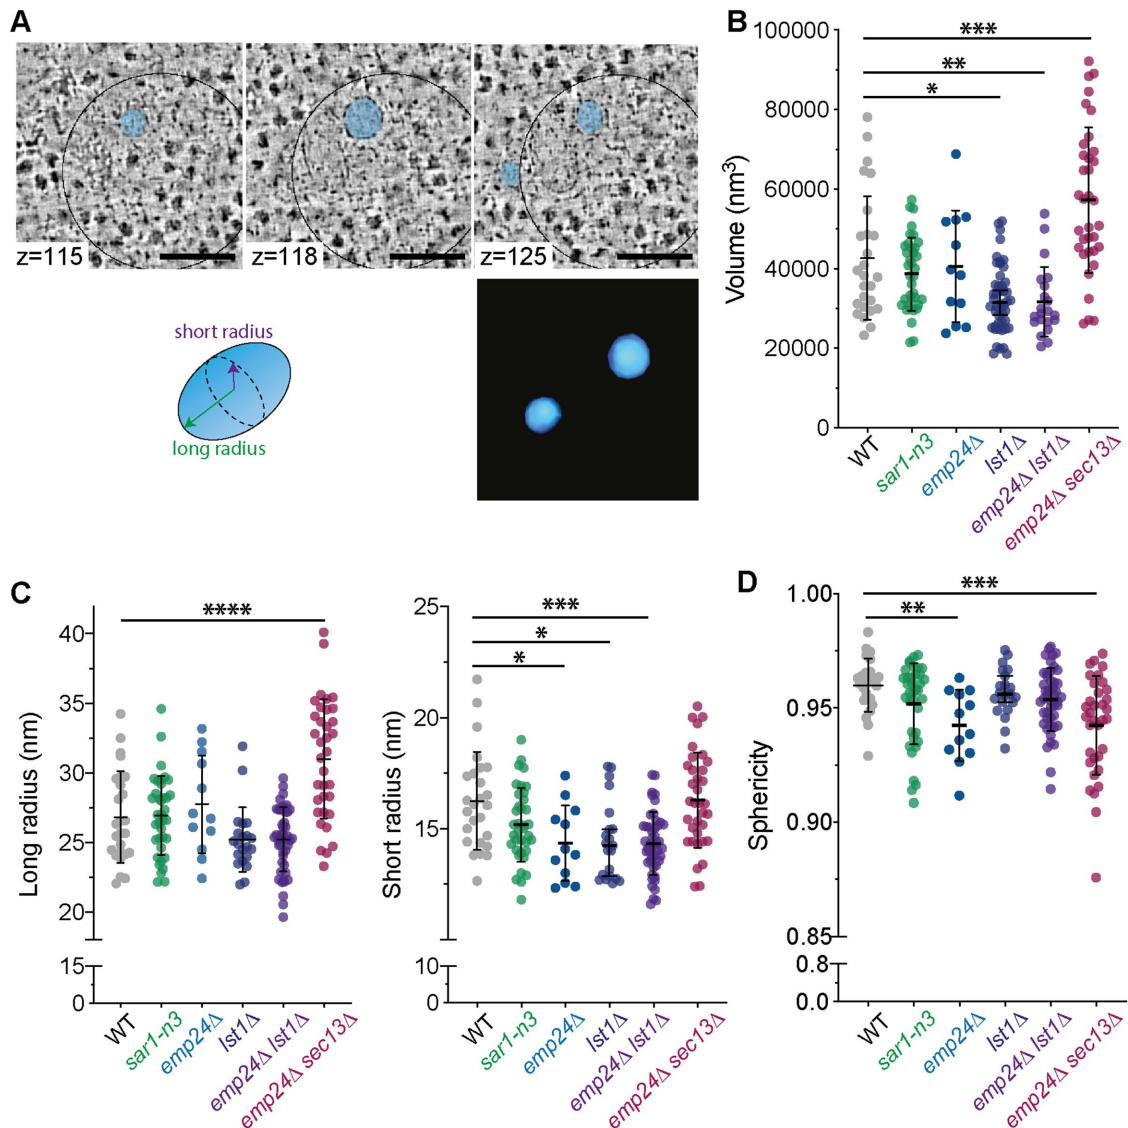 A
z=115
z=118
z=125
short radius
long radius
B
Volume (nm³)
100000
80000
60000
40000
20000
0
***
**
*
WT
sar1-n3
emp24Δ
lst1Δ
emp24Δ lst1Δ
emp24Δ sec13Δ
C
Long radius (nm)
40
35
30
25
20
15
0
****
WT
sar1-n3
emp24Δ
lst1Δ
emp24Δ lst1Δ
emp24Δ sec13Δ
Short radius (nm)
25
20
15
10
0
***
*
*
WT
sar1-n3
emp24Δ
lst1Δ
emp24Δ lst1Δ
emp24Δ sec13Δ
D
Sphericity
1.00
0.95
0.90
0.85
0.8
0.0
***
**
WT
sar1-n3
emp24Δ
lst1Δ
emp24Δ lst1Δ
emp24Δ sec13Δ